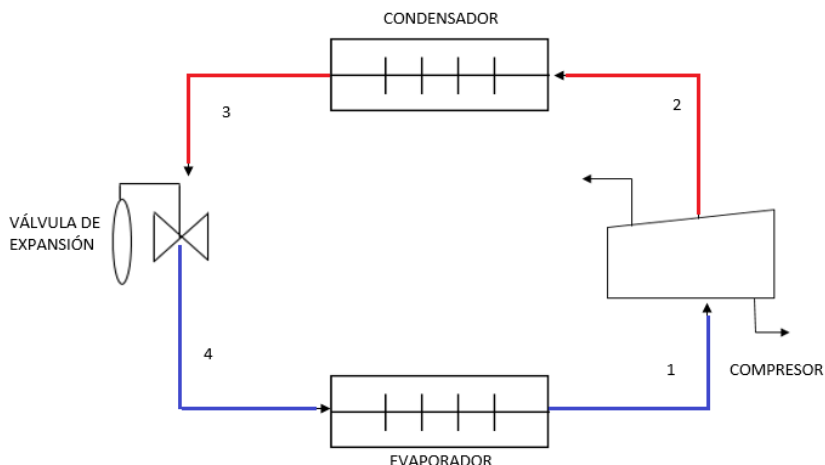 CONDENSADOR
3
2
VÁLVULA DE
EXPANSIÓN
4
1
COMPRESOR
EVAPORADOR